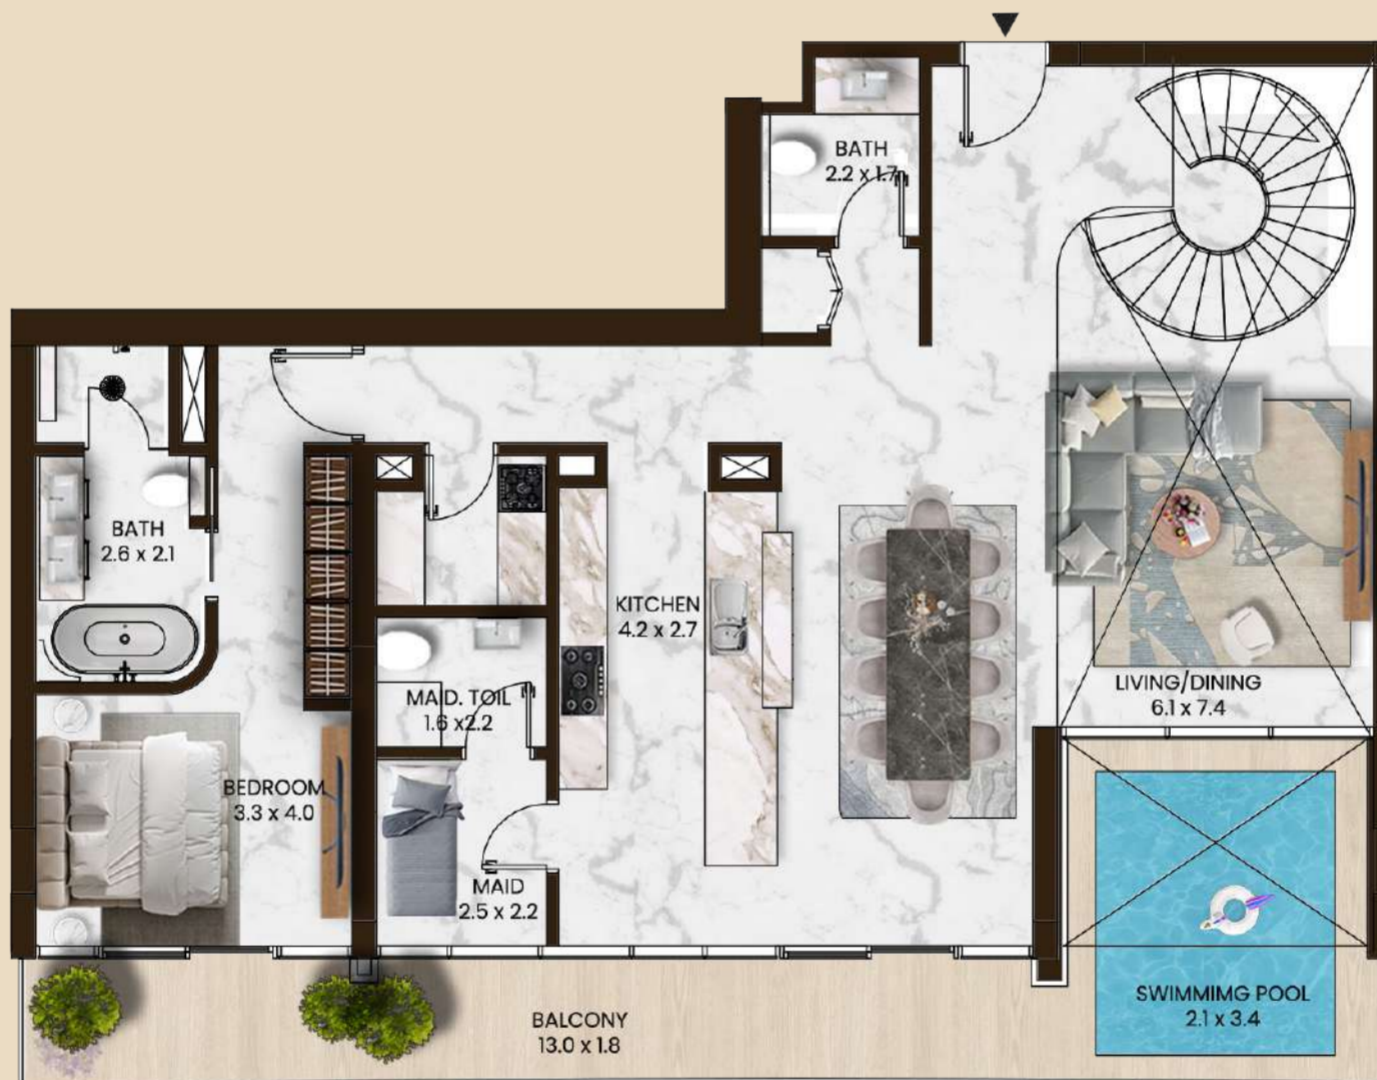 BATH
2.2 x 1.7
BATH
2.6 x 2.1
KITCHEN
4.2 x 2.7
MAID. TOIL
1.6 x2.2
LIVING/DINING
6.1 x 7.4
BEDROOM
3.3 x 4.0
MAID
2.5 x 2.2
SWIMMIMG POOL
2.1 x 3.4
BALCONY
13.0 x 1.8